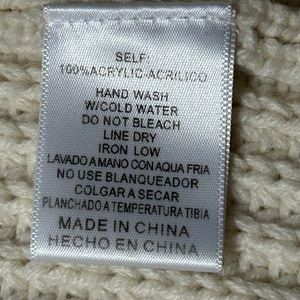 SELF:
100%ACRYLIC-ACRILICO
HAND WASH
W/COLD WATER
DO NOT BLEACH
LINE DRY
IRON LOW
LAVADO A MANO CON AQUA FRIA
NO USE BLANQUEADOR
COLGAR A SECAR
PLANCHADO A TEMPERATURA TIBIA
MADE IN CHINA
HECHO EN CHINA